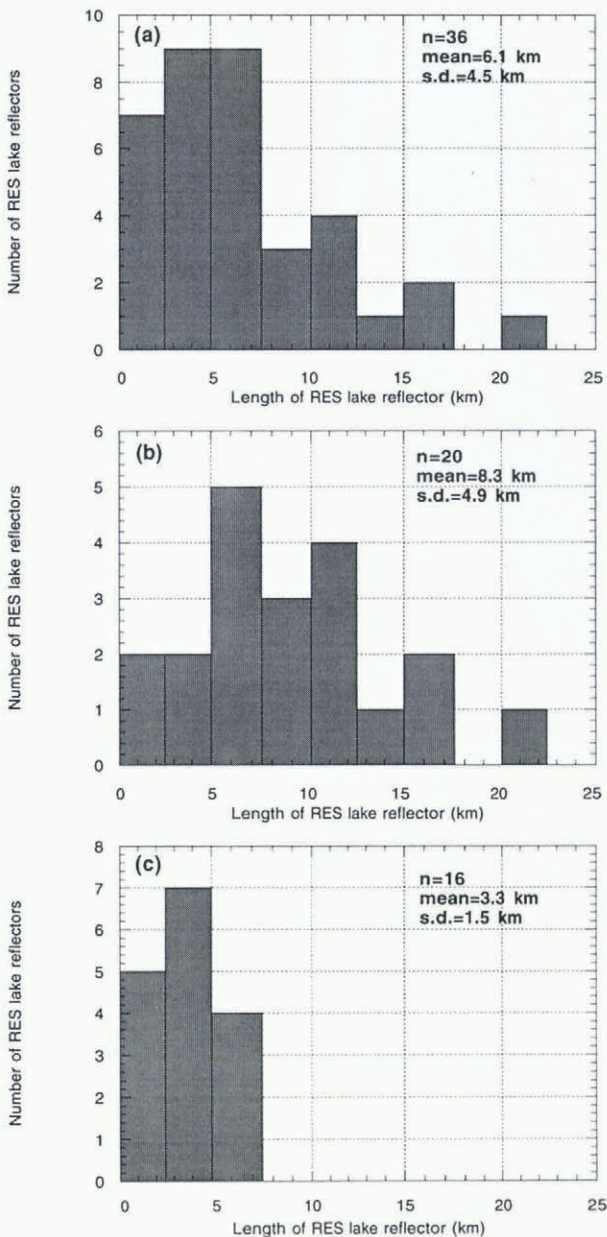 (a)
n=36
mean=6.1 km
s.d.=4.5 km
Number of RES lake reflectors
10
8
6
4
2
0
0 5 10 15 20 25
Length of RES lake reflector (km)
(b)
n=20
mean=8.3 km
s.d.=4.9 km
Number of RES lake reflectors
6
5
4
3
2
1
0
0 5 10 15 20 25
Length of RES lake reflector (km)
(c)
n=16
mean=3.3 km
s.d.=1.5 km
Number of RES lake reflectors
8
7
6
5
4
3
2
1
0
0 5 10 15 20 25
Length of RES lake reflector (km)